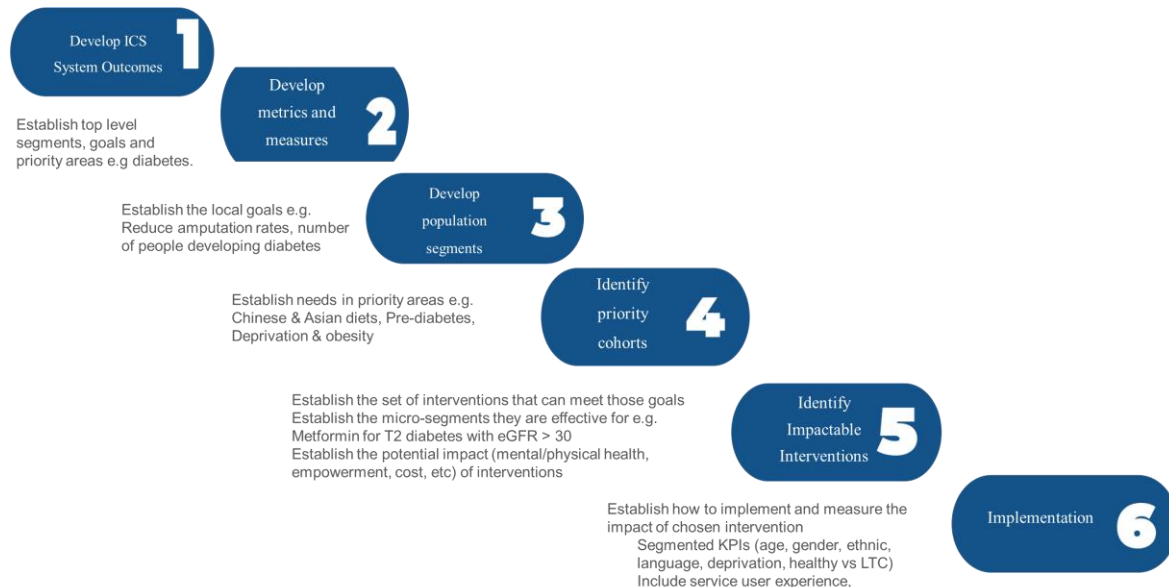 Develop ICS
System Outcomes
1
Establish top level
segments, goals and
priority areas e.g diabetes.
Develop
metrics and
measures
2
Establish the local goals e.g.
Reduce amputation rates, number
of people developing diabetes
Develop
population
segments
3
Establish needs in priority areas e.g.
Chinese & Asian diets, Pre-diabetes,
Deprivation & obesity
Identify
priority
cohorts
4
Establish the set of interventions that can meet those goals
Establish the micro-segments they are effective for e.g.
Metformin for T2 diabetes with eGFR > 30
Establish the potential impact (mental/physical health,
empowerment, cost, etc) of interventions
Identify
Impactable
Interventions
5
Establish how to implement and measure the
impact of chosen intervention
Segmented KPIs (age, gender, ethnic,
language, deprivation, healthy vs LTC)
Include service user experience,
Implementation
6